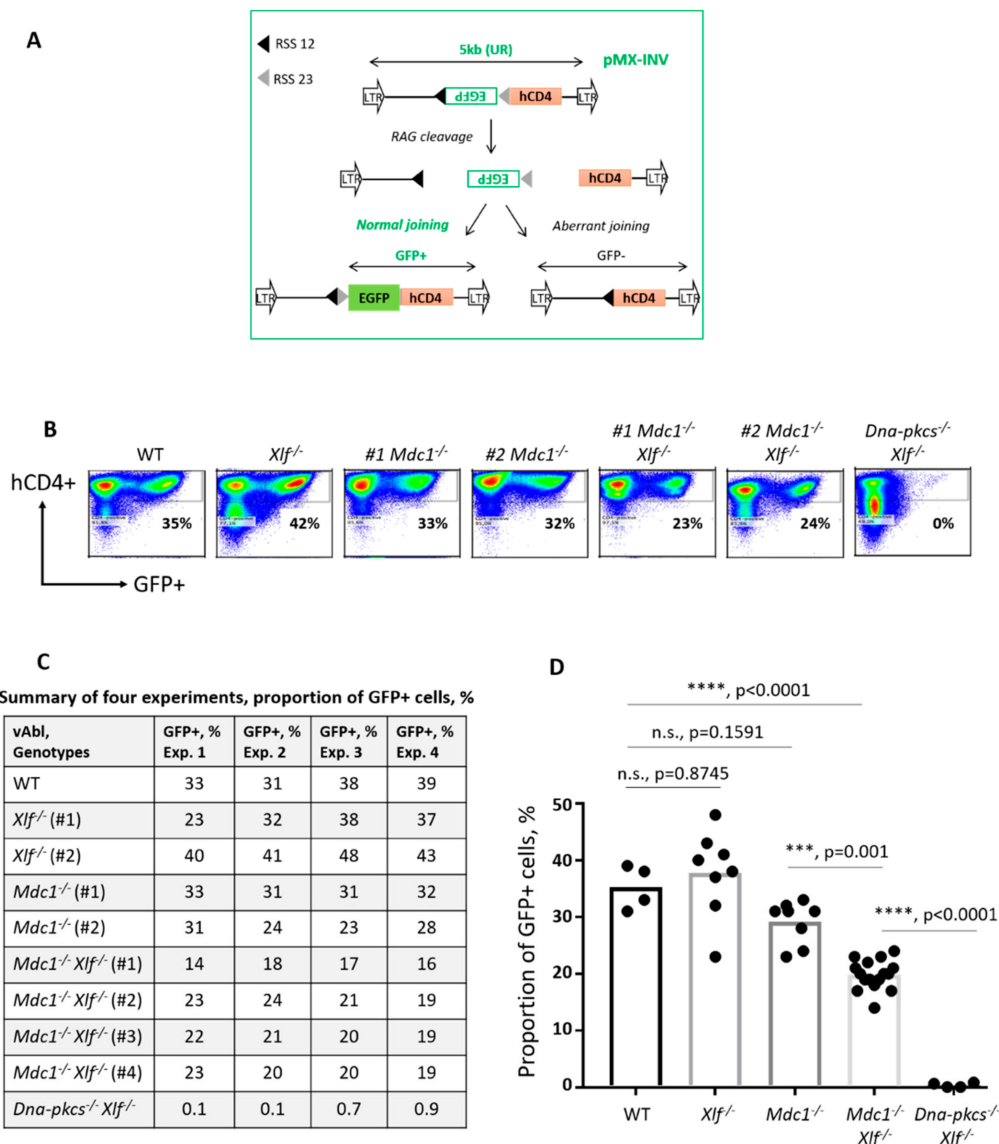 A
RSS 12
RSS 23
5kb (UR)
pMX-INV
LTR
EGFP
hCD4
LTR
RAG cleavage
LTR
EGFP
hCD4
LTR
Normal joining
Aberrant joining
GFP+
GFP-
LTR
EGFP
hCD4
LTR
LTR
hCD4
LTR
B
WT
Xlf-/-
#1 Mdc1-/-
#2 Mdc1-/-
#1 Mdc1-/-
Xlf-/-
#2 Mdc1-/-
Xlf-/-
Dna-pkcs-/-
Xlf-/-
hCD4+
35%
42%
33%
32%
23%
24%
0%
GFP+
C
Summary of four experiments, proportion of GFP+ cells, %
vAbl, Genotypes GFP+, % Exp. 1 GFP+, % Exp. 2 GFP+, % Exp. 3 GFP+, % Exp. 4
WT 33 31 38 39
Xlf-/- (#1) 23 32 38 37
Xlf-/- (#2) 40 41 48 43
Mdc1-/- (#1) 33 31 31 32
Mdc1-/- (#2) 31 24 23 28
Mdc1-/- Xlf-/- (#1) 14 18 17 16
Mdc1-/- Xlf-/- (#2) 23 24 21 19
Mdc1-/- Xlf-/- (#3) 22 21 20 19
Mdc1-/- Xlf-/- (#4) 23 20 20 19
Dna-pkcs-/- Xlf-/- 0.1 0.1 0.7 0.9
D
****, p<0.0001
n.s., p=0.1591
n.s., p=0.8745
***, p=0.001
****, p<0.0001
Proportion of GFP+ cells, %
50
40
30
20
10
0
WT
Xlf-/-
Mdc1-/-
Mdc1-/-
Xlf-/-
Dna-pkcs-/-
Xlf-/-